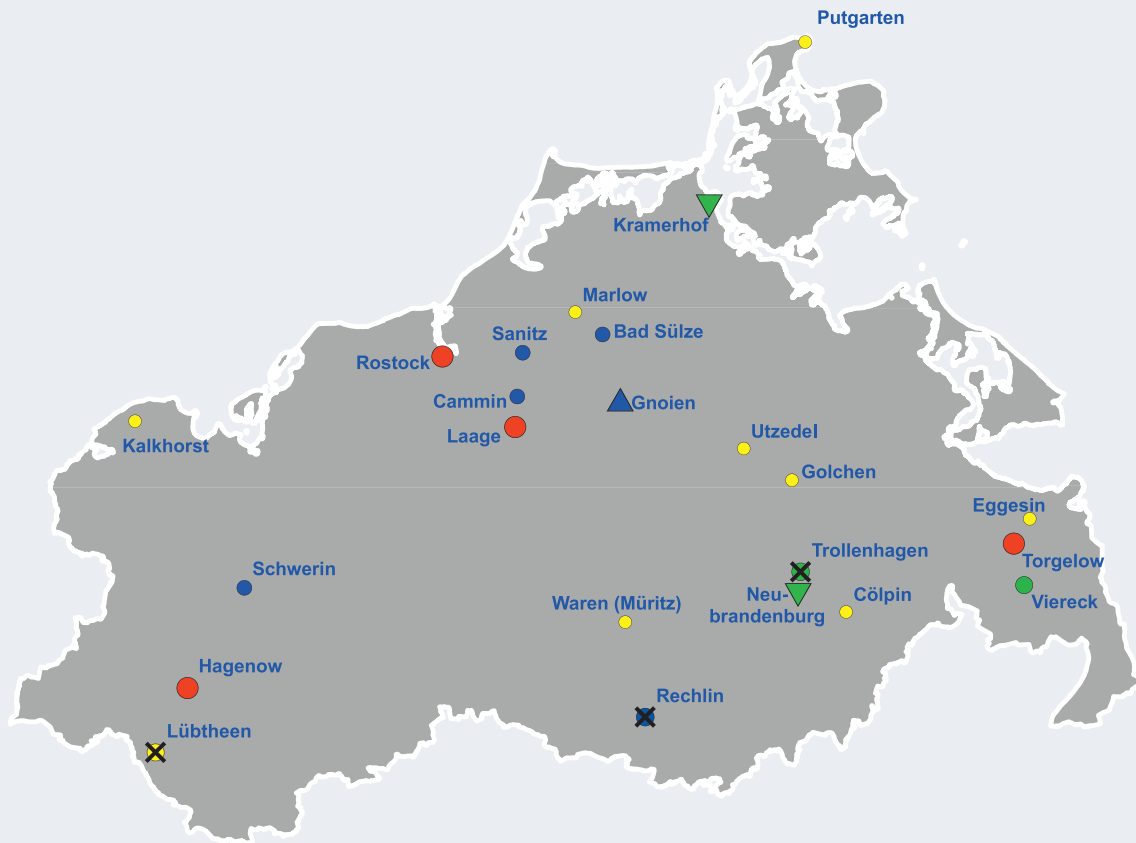 Putgarten
Kramerhof
Marlow
Sanitz
Bad Sülze
Rostock
Cammin
Gnoien
Laage
Kalkhorst
Utzedel
Golchen
Eggesin
Trollenhagen
Torgelow
Schwerin
Neu-
brandenburg
Cölpin
Waren (Müritz)
Viereck
Hagenow
Rechlin
Lübtheen